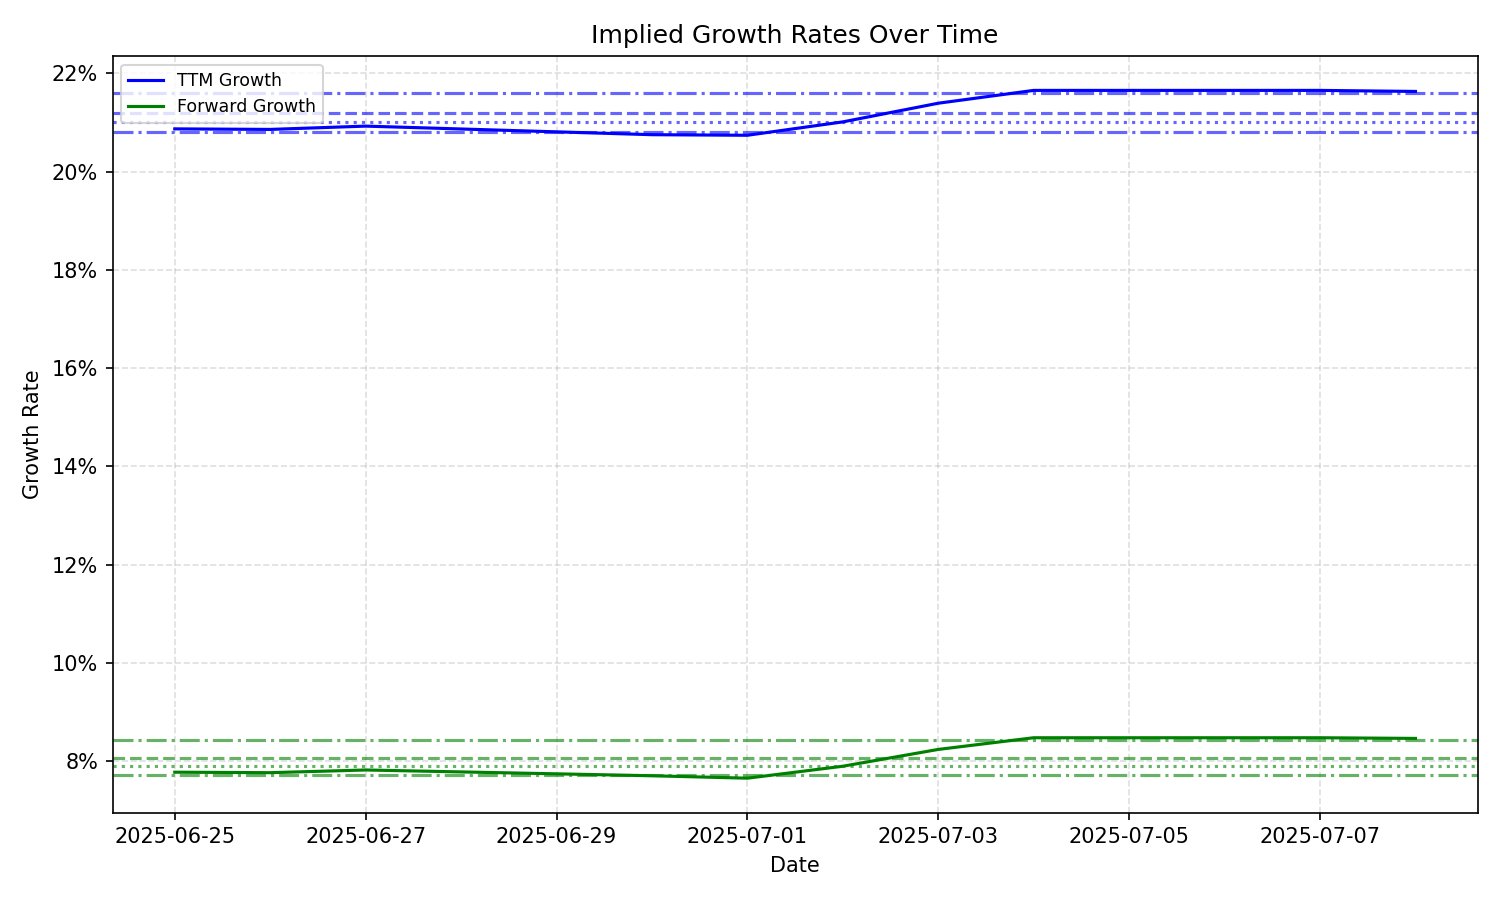 Implied Growth Rates Over Time
TTM Growth
Forward Growth
22%
20%
18%
16%
14%
12%
10%
8%
Growth Rate
2025-06-25 2025-06-27 2025-06-29 2025-07-01 2025-07-03 2025-07-05 2025-07-07
Date